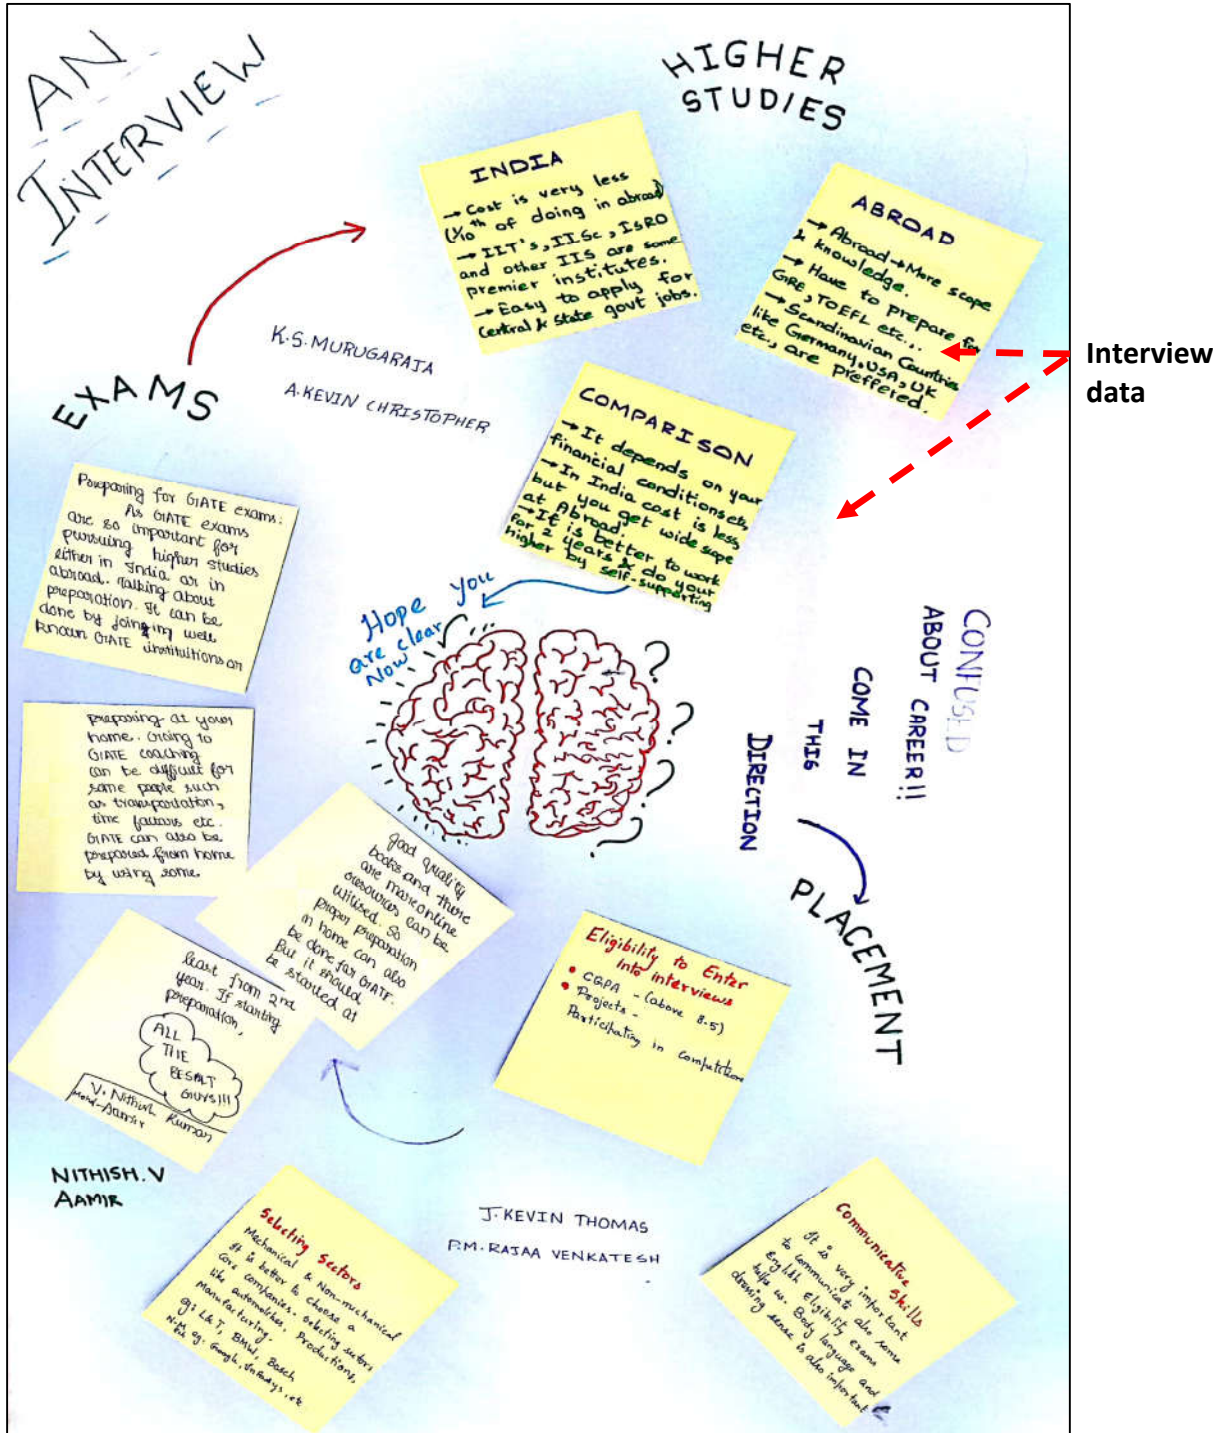 AN
INTERVIEW
HIGHER
STUDIES
INDIA
→ Cost is very less
(1/10th of doing in abroad)
→ IIT's, IISc, ISRO
and other IIS are some
premier institutes.
→ Easy to apply for
Central & state govt jobs.
ABROAD
→ Abroad → More scope
& knowledge.
→ Have to prepare for
GRE, TOEFL etc...
→ Scandinavian Countries
like Germany, USA, UK
etc., are preffered.
Interview
data
K.S. MURUGARAJA
A. KEVIN CHRISTOPHER
COMPARISON
→ It depends on your
financial conditions etc
→ In India cost is less,
but you get wide scope
at Abroad.
→ It is better to work
for 2 years & do your
higher by self-supporting
EXAMS
Preparing for GATE exams:
As GATE exams
are so important for
pursuing higher studies
either in India or in
abroad. Talking about
preparation. It can be
done by joinging well
known GATE instituitions or
preparing at your
home. Going to
GATE coaching
can be difficult for
some people such
as transportation,
time factors etc.
GATE can also be
prepared from home
by using some
good quality
books and there
are more online
resources can be
utilised. So
proper preparation
in home can also
be done for GATE.
But it should
be started at
least from 2nd
year. If starting
preparation,
ALL
THE
BESALT
GUYS!!!
V. Nithish Kumar
Mohd-Aamir
NITHISH. V
AAMIR
Hope you
are clear
Now
? ? ? ?
CONFUSED
ABOUT CAREER!!
COME IN
THIS
DIRECTION
PLACEMENT
Eligibility to Enter
into interviews
• CGPA - (above 8.5)
• Projects -
Participating in Competitions
J. KEVIN THOMAS
P.M. RAJAA VENKATESH
Selecting Sectors
Mechanical & Non-mechanical
It is better to choose a
Core companies. Selecting sectors
like automobiles, Productions,
Manufacturing.
eg: L&T, BMW, Bosch
N-M eg: Google, Infosys, etc
Communicative Skills
It is very important
to communicate also some
English Eligibility exams
helps us. Body language and
dressing sense is also important